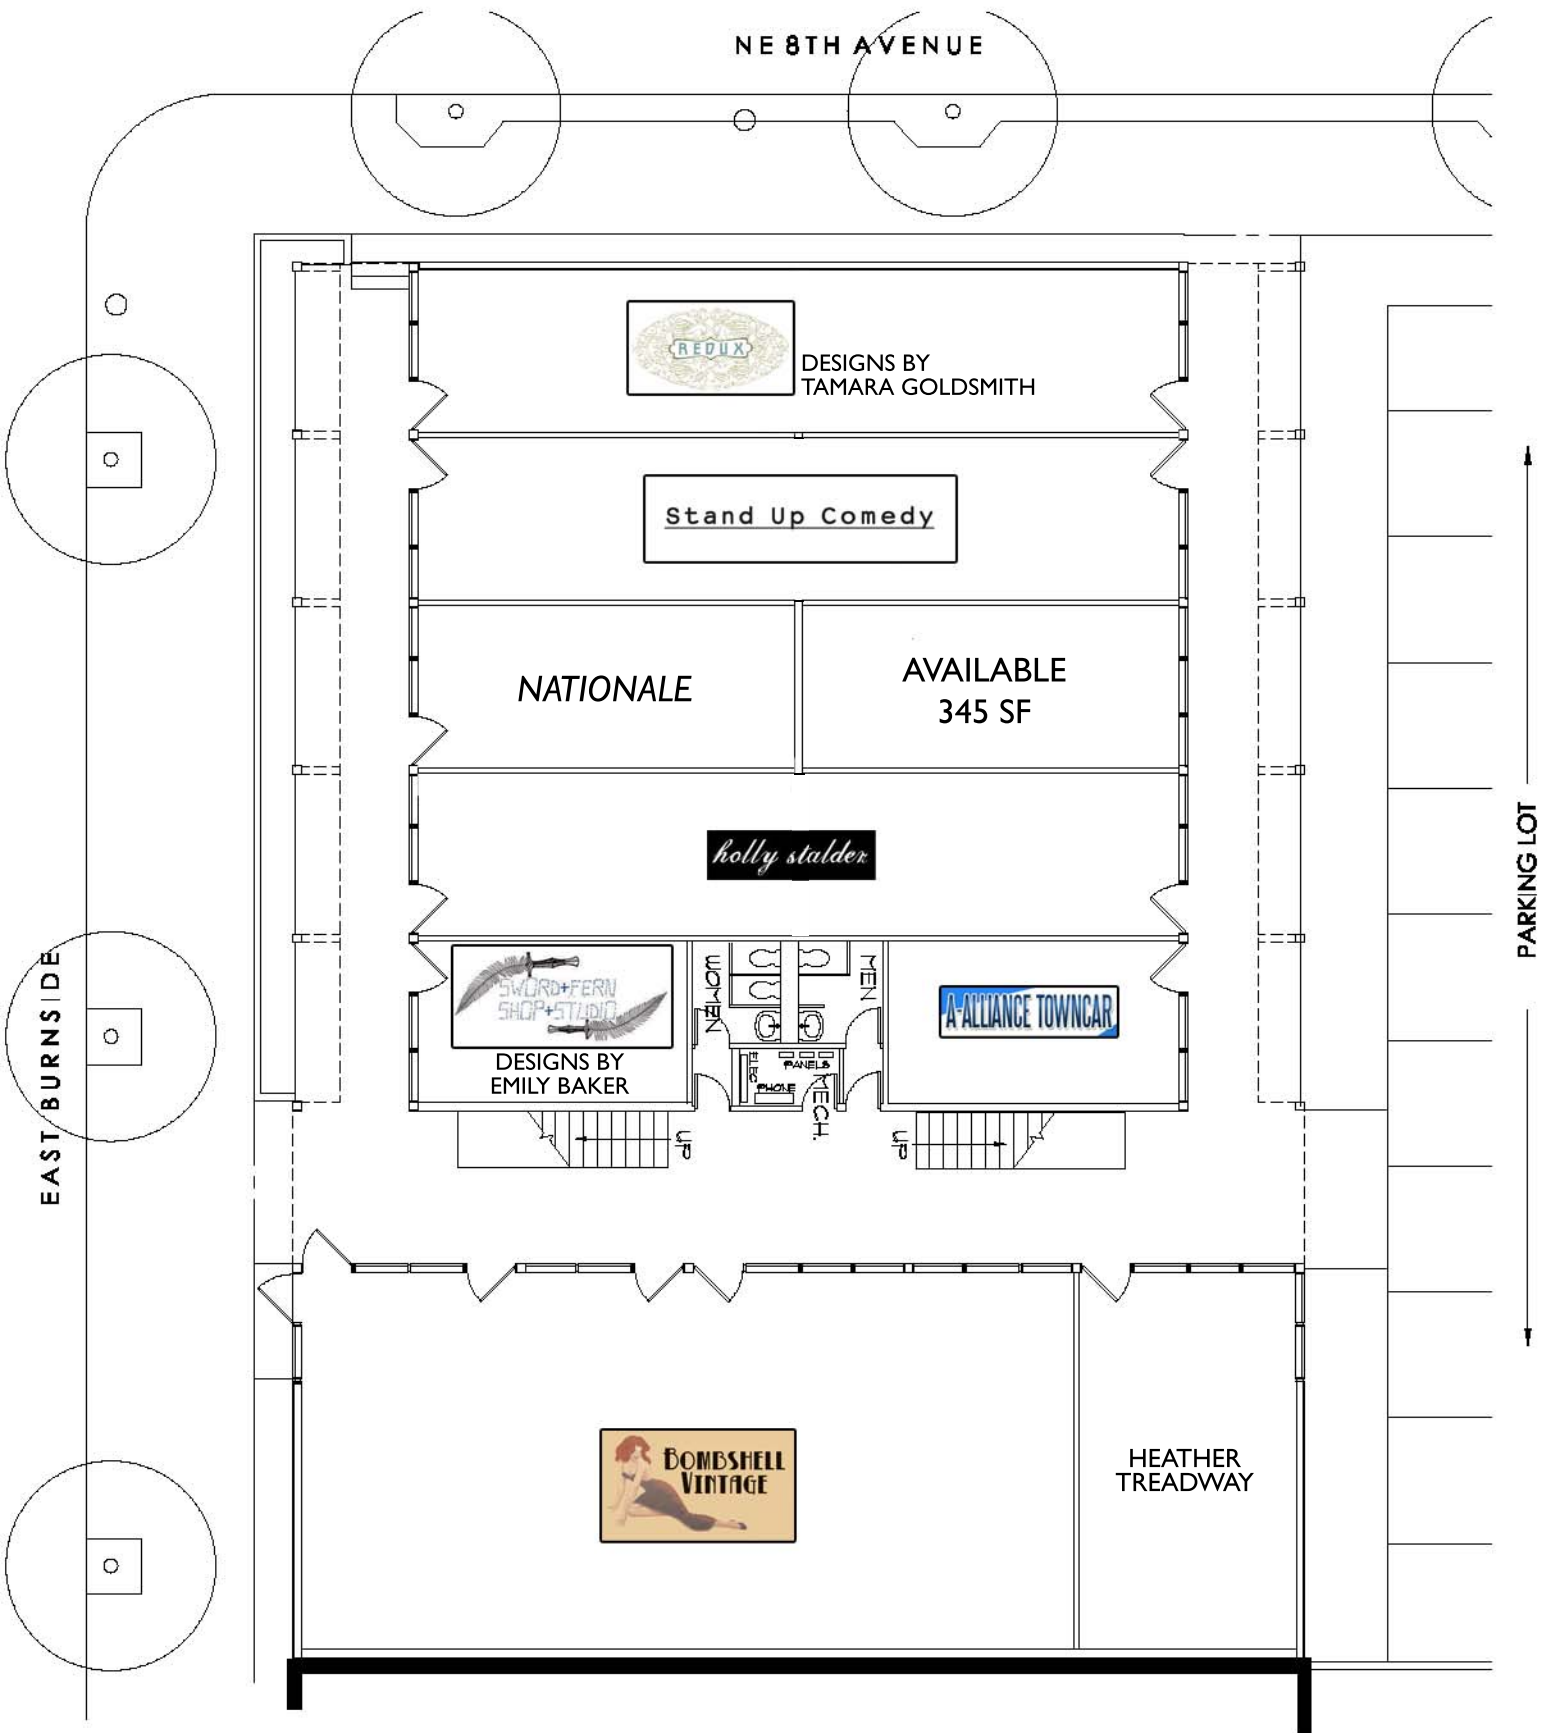 NE 8TH AVENUE
REDUX
DESIGNS BY
TAMARA GOLDSMITH
Stand Up Comedy
NATIONALE
AVAILABLE
345 SF
holly stalder
SWORD+FERN
SHOP+STUDIO
DESIGNS BY
EMILY BAKER
WOMEN
MEN
ELEC
PANELS
PHONE
MECH.
A-ALLIANCE TOWNCAR
UP
UP
EAST BURNSIDE
PARKING LOT
BOMBSHELL
VINTAGE
HEATHER
TREADWAY